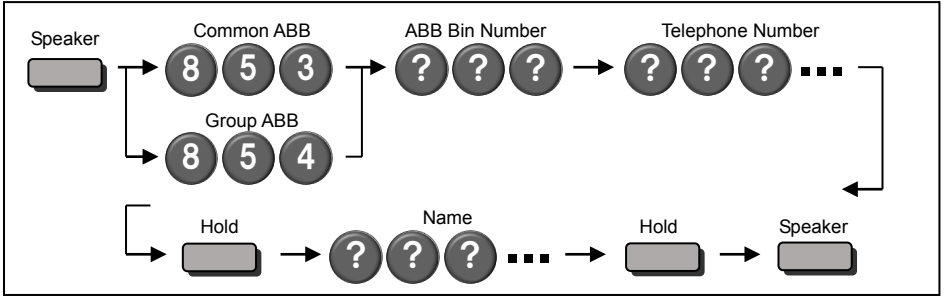 Speaker Common ABB ABB Bin Number Telephone Number
8 5 3 ? ? ? ? ? ? ...
Group ABB
8 5 4
Hold Name Hold Speaker
? ? ? ...